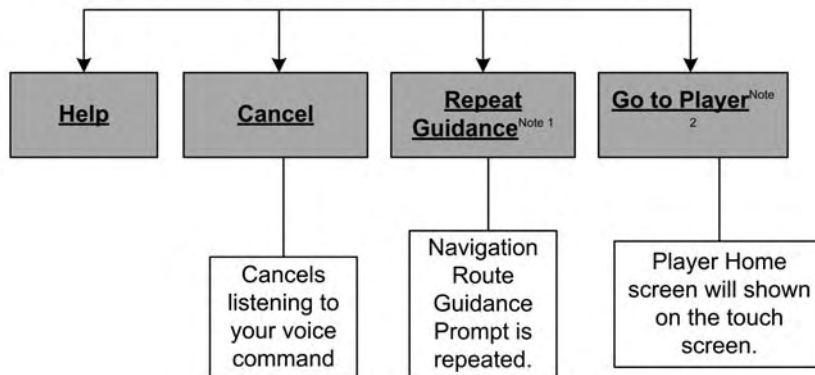 Help
Cancel
Repeat
Guidance Note 1
Go to Player Note
2
Cancels
listening to
your voice
command
Navigation
Route
Guidance
Prompt is
repeated.
Player Home
screen will shown
on the touch
screen.